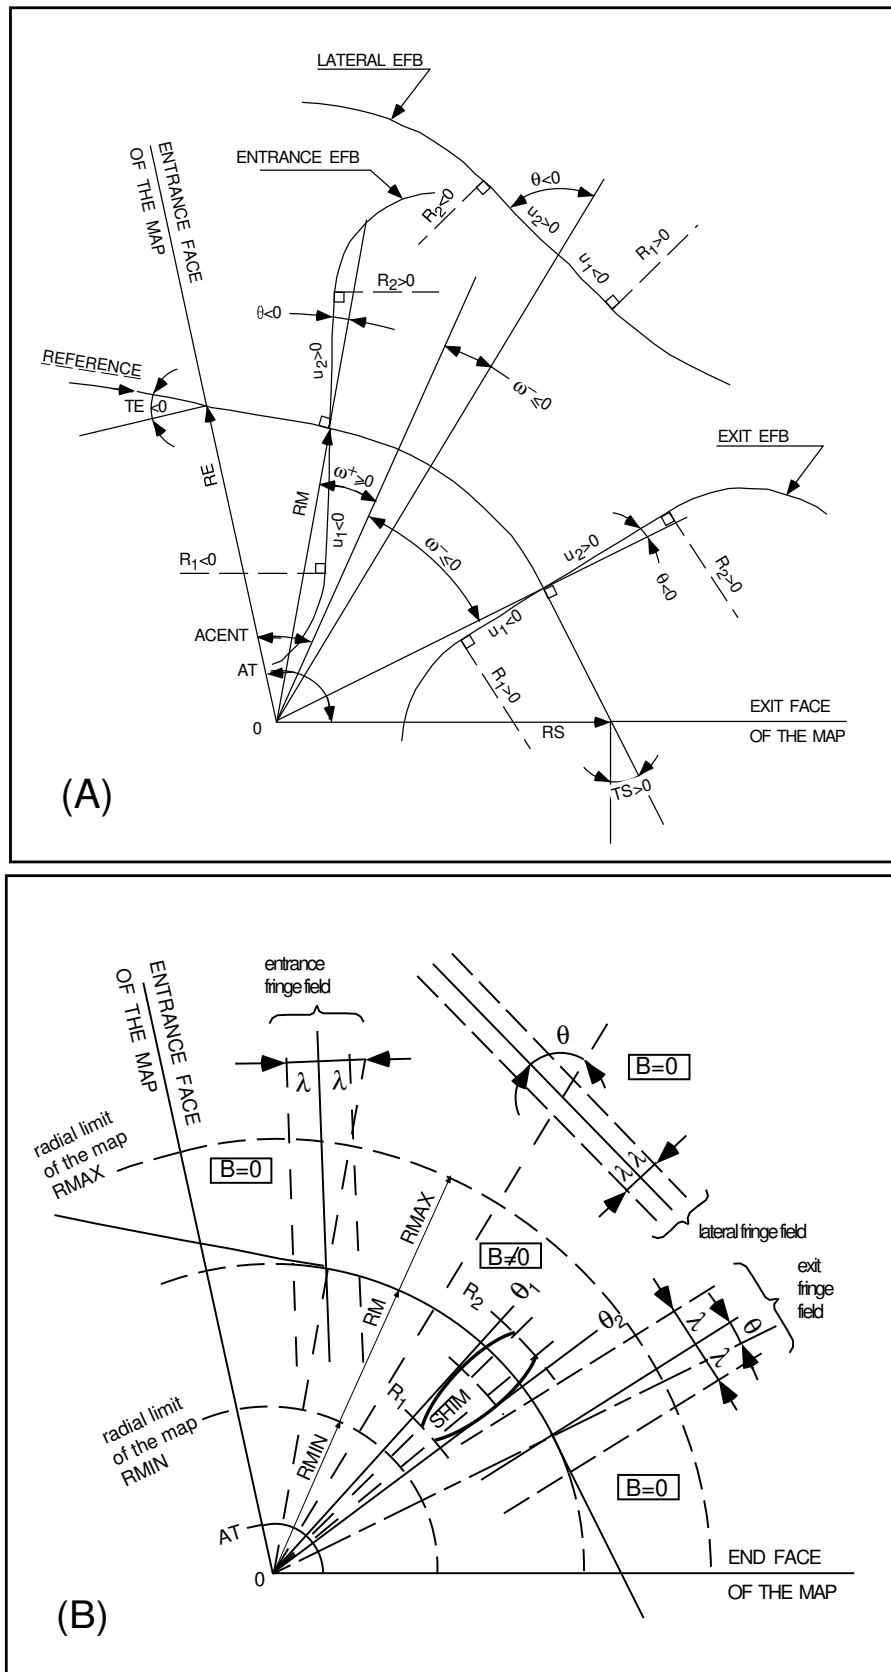 LATERAL EFB
ENTRANCE FACE
OF THE MAP
ENTRANCE EFB
θ<0
R2<0
u2>0
u1<0
R1>0
R2>0
θ<0
u2>0
REFERENCE
TE<0
ω-≤0
EXIT EFB
RE
RM
ω+≥0
u1<0
R1<0
ω-≤0
u2>0
θ<0
R2>0
ACENT
u1<0
AT
R1>0
0
RS
EXIT FACE
OF THE MAP
TS>0
(A)
entrance
fringe field
ENTRANCE FACE
OF THE MAP
θ
B=0
λ
λ
radial limit
of the map
RMAX
B=0
λ
λ
RMAX
lateral fringe field
B≠0
exit
fringe
field
R2
θ1
RM
θ2
λ
θ
λ
R1
SHIM
radial limit
of the map
RMIN
RMIN
B=0
AT
0
END FACE
OF THE MAP
(B)